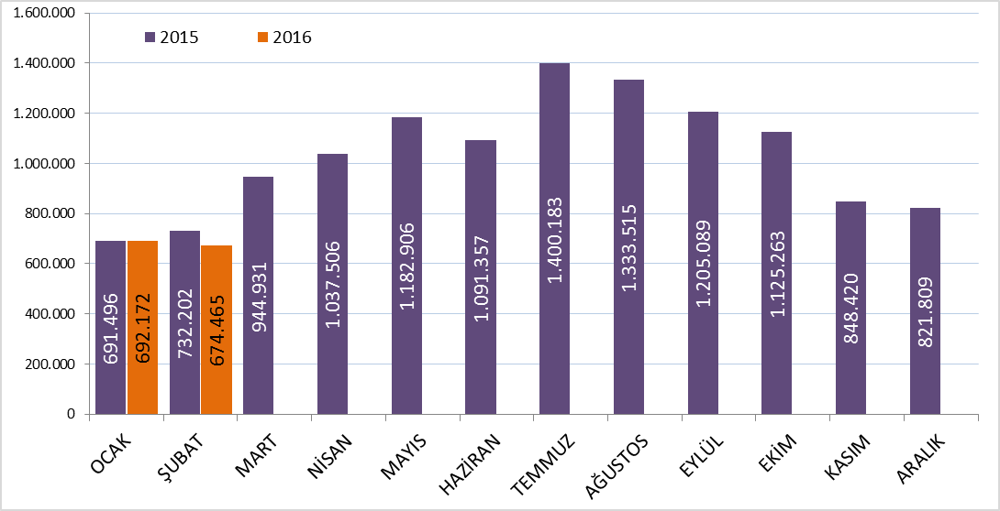 1.600.000
1.400.000
1.200.000
1.000.000
800.000
600.000
400.000
200.000
0
2015
2016
691.496
692.172
732.202
674.465
944.931
1.037.506
1.182.906
1.091.357
1.400.183
1.333.515
1.205.089
1.125.263
848.420
821.809
OCAK
ŞUBAT
MART
NİSAN
MAYIS
HAZİRAN
TEMMUZ
AĞUSTOS
EYLÜL
EKİM
KASIM
ARALIK